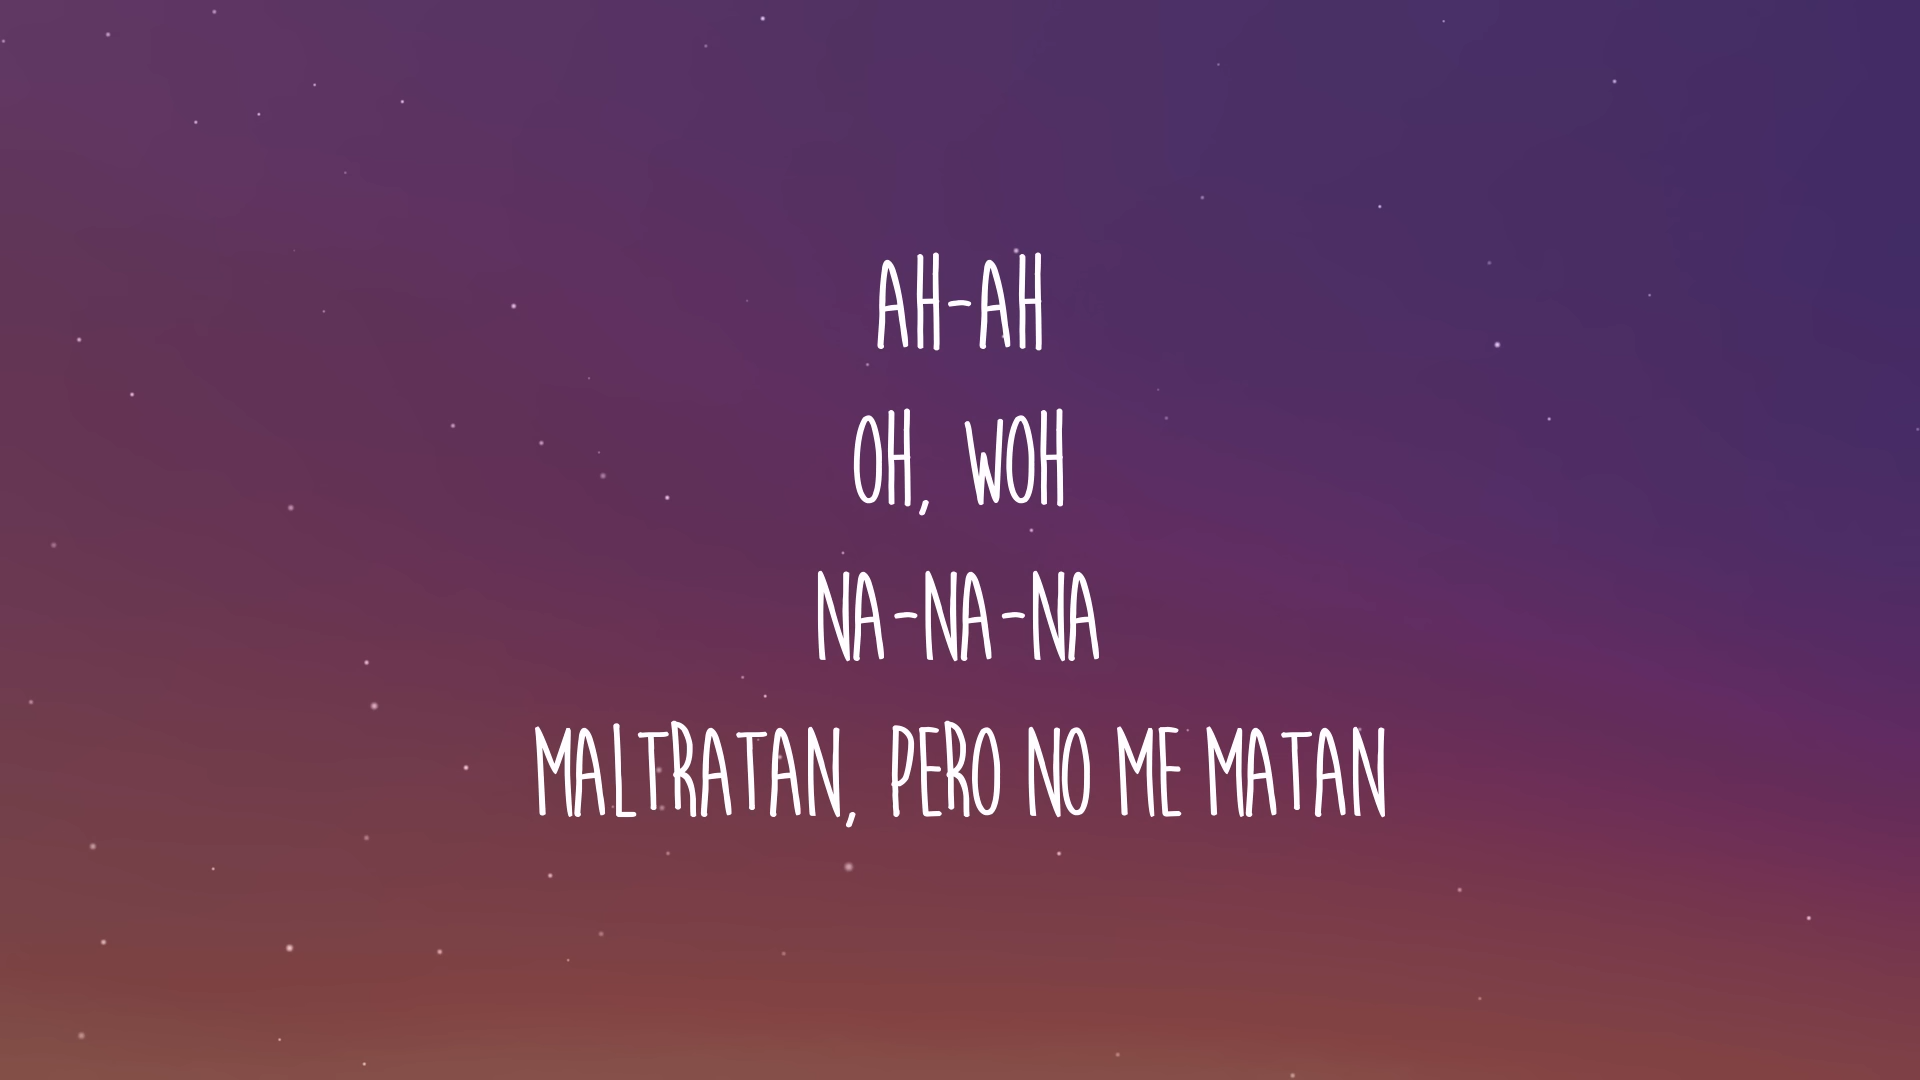 AH-AH
OH, WOH
NA-NA-NA
MALTRATAN, PERO NO ME MATAN